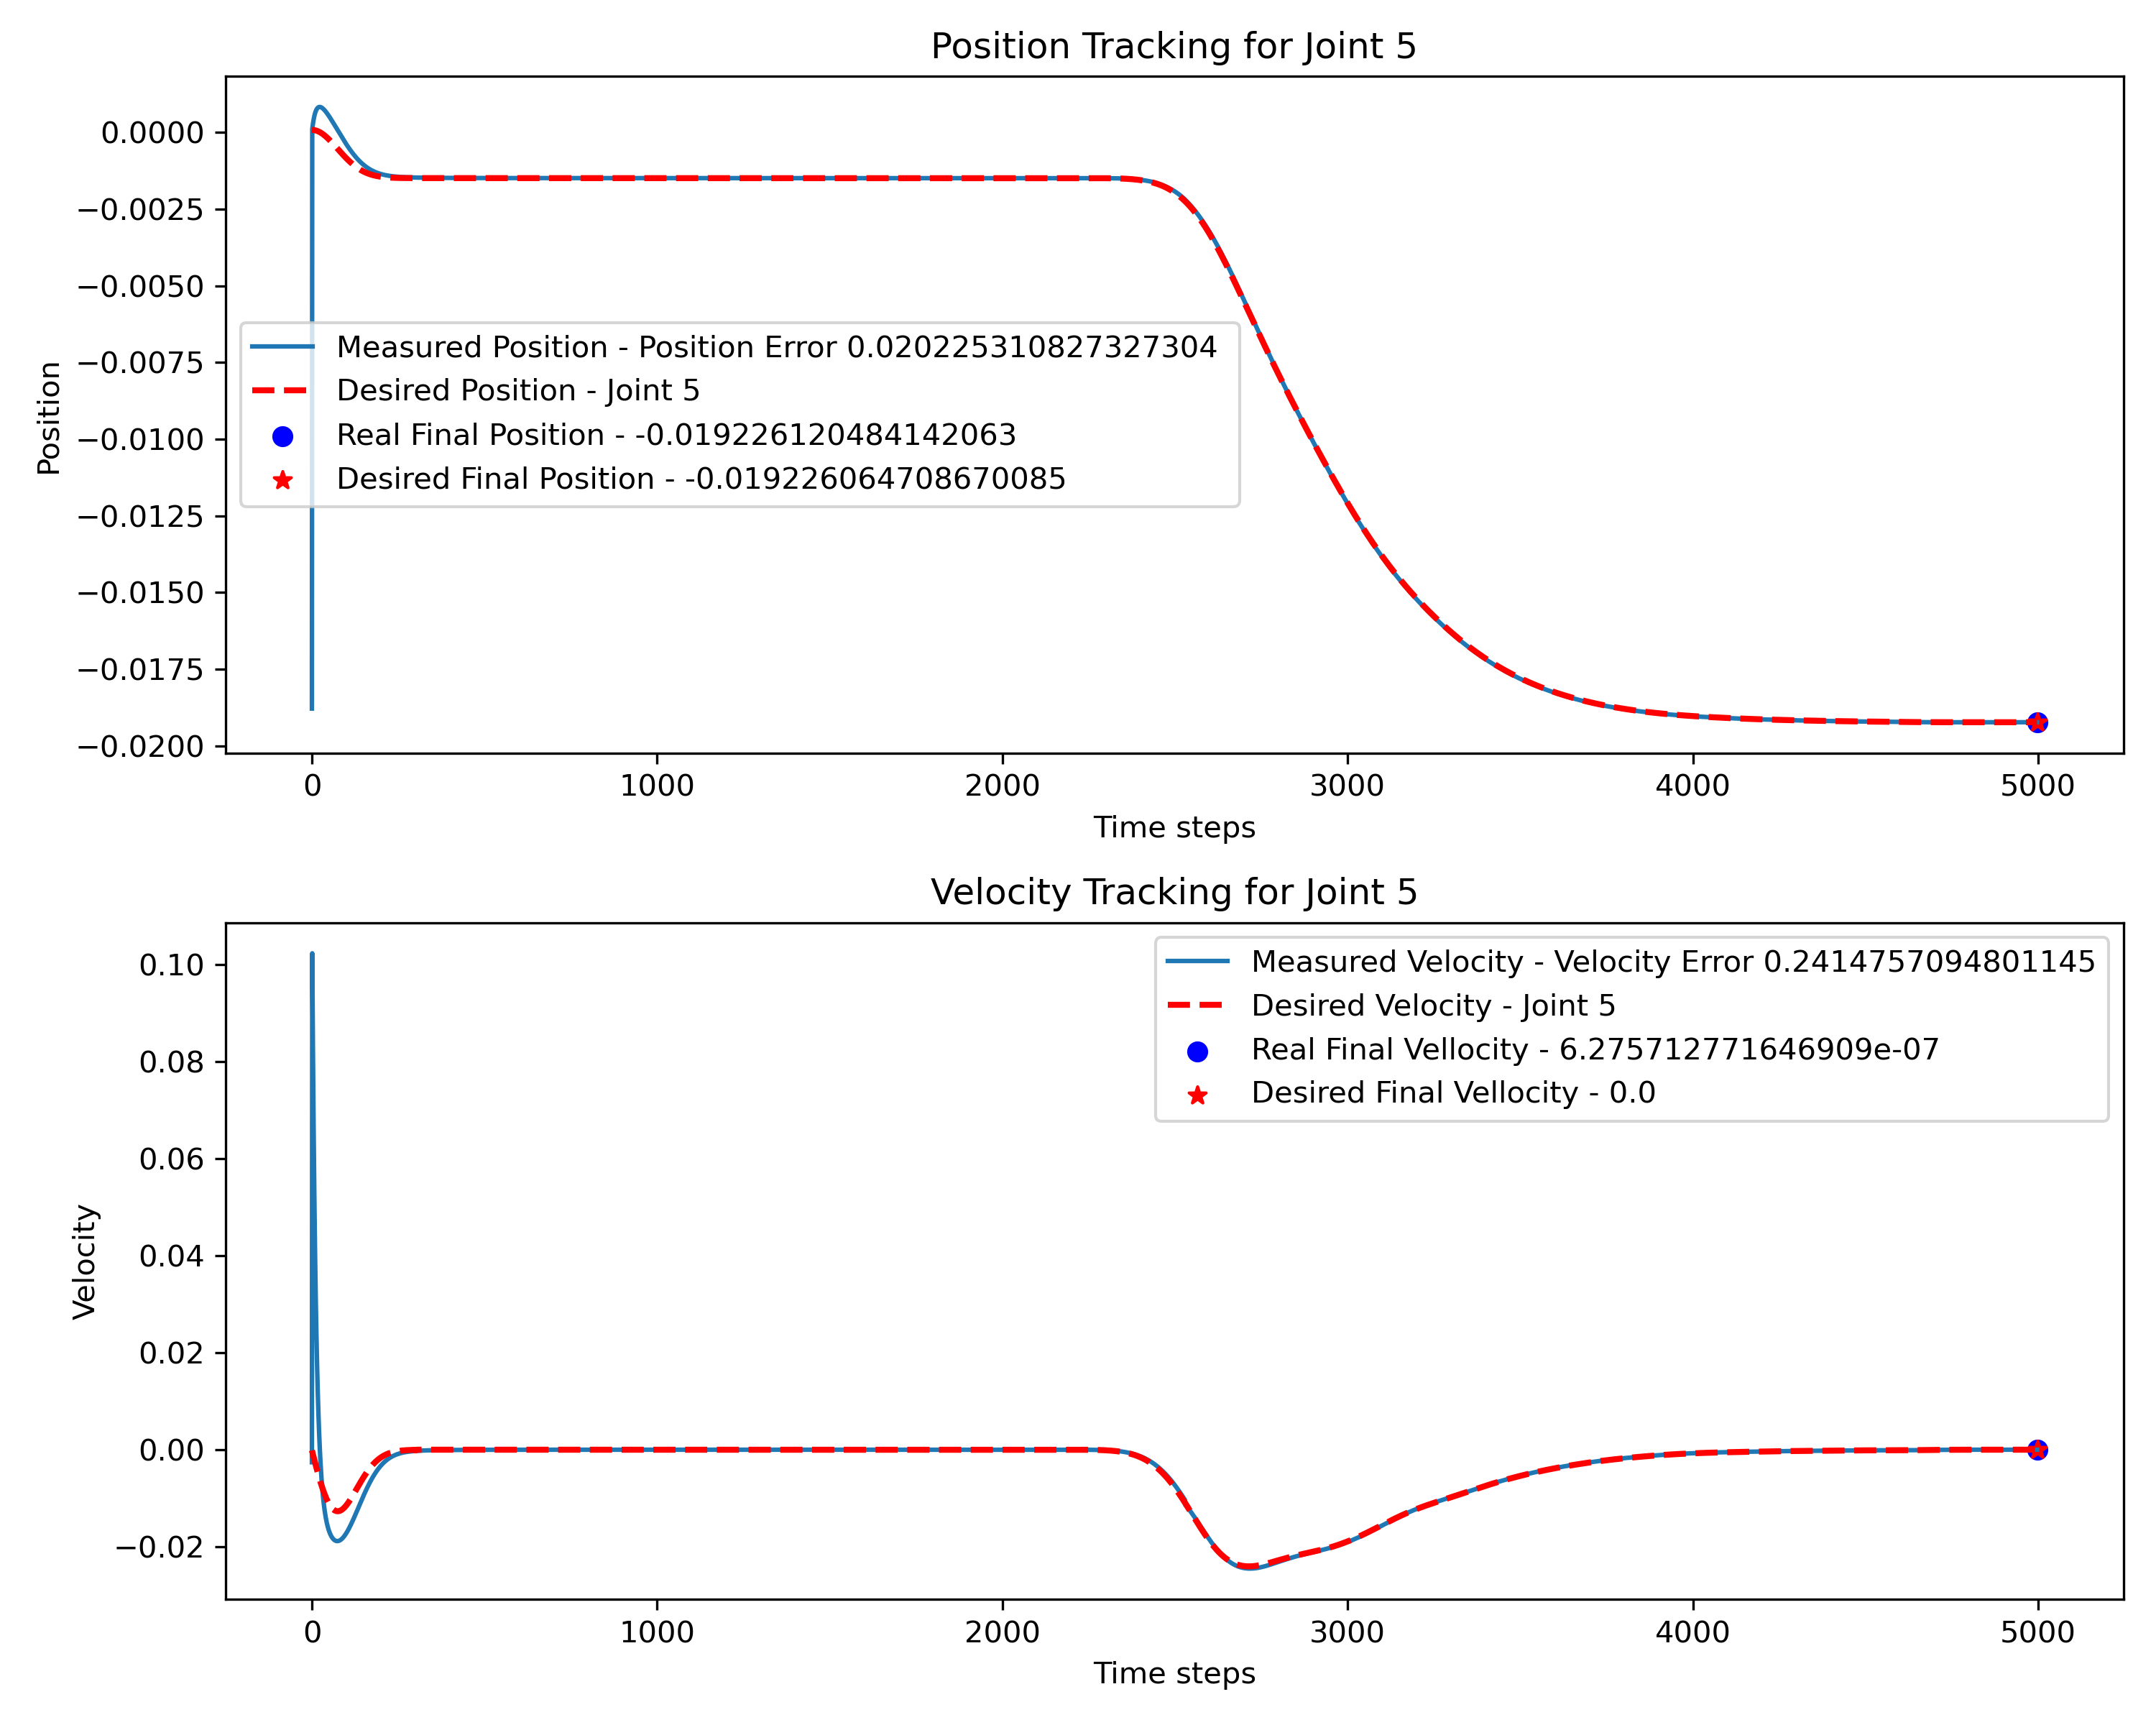 Position Tracking for Joint 5
0.0000
−0.0025
−0.0050
−0.0075
−0.0100
−0.0125
−0.0150
−0.0175
−0.0200
Position
Measured Position - Position Error 0.020225310827327304
Desired Position - Joint 5
Real Final Position - -0.019226120484142063
Desired Final Position - -0.019226064708670085
0 1000 2000 3000 4000 5000
Time steps
Velocity Tracking for Joint 5
0.10
0.08
0.06
0.04
0.02
0.00
−0.02
Velocity
Measured Velocity - Velocity Error 0.2414757094801145
Desired Velocity - Joint 5
Real Final Vellocity - 6.275712771646909e-07
Desired Final Vellocity - 0.0
0 1000 2000 3000 4000 5000
Time steps